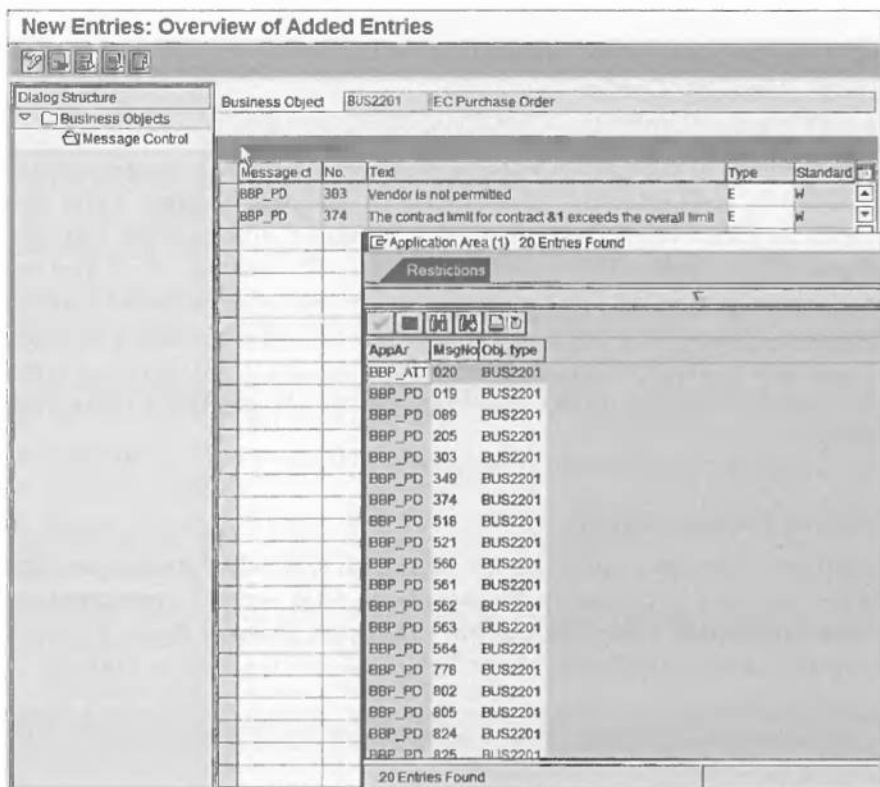 New Entries: Overview of Added Entries
Dialog Structure
Business Objects
Message Control
Business Object BUS2201 EC Purchase Order
Message cl No. Text Type Standard
BBP_PD 303 Vendor is not permitted E W
BBP_PD 374 The contract limit for contract &1 exceeds the overall limit E W
Application Area (1) 20 Entries Found
Restrictions
AppAr MsgNo Obj. type
BBP_ATT 020 BUS2201
BBP_PD 019 BUS2201
BBP_PD 089 BUS2201
BBP_PD 205 BUS2201
BBP_PD 303 BUS2201
BBP_PD 349 BUS2201
BBP_PD 374 BUS2201
BBP_PD 518 BUS2201
BBP_PD 521 BUS2201
BBP_PD 560 BUS2201
BBP_PD 561 BUS2201
BBP_PD 562 BUS2201
BBP_PD 563 BUS2201
BBP_PD 564 BUS2201
BBP_PD 778 BUS2201
BBP_PD 802 BUS2201
BBP_PD 805 BUS2201
BBP_PD 824 BUS2201
BBP_PD 825 BUS2201
20 Entries Found